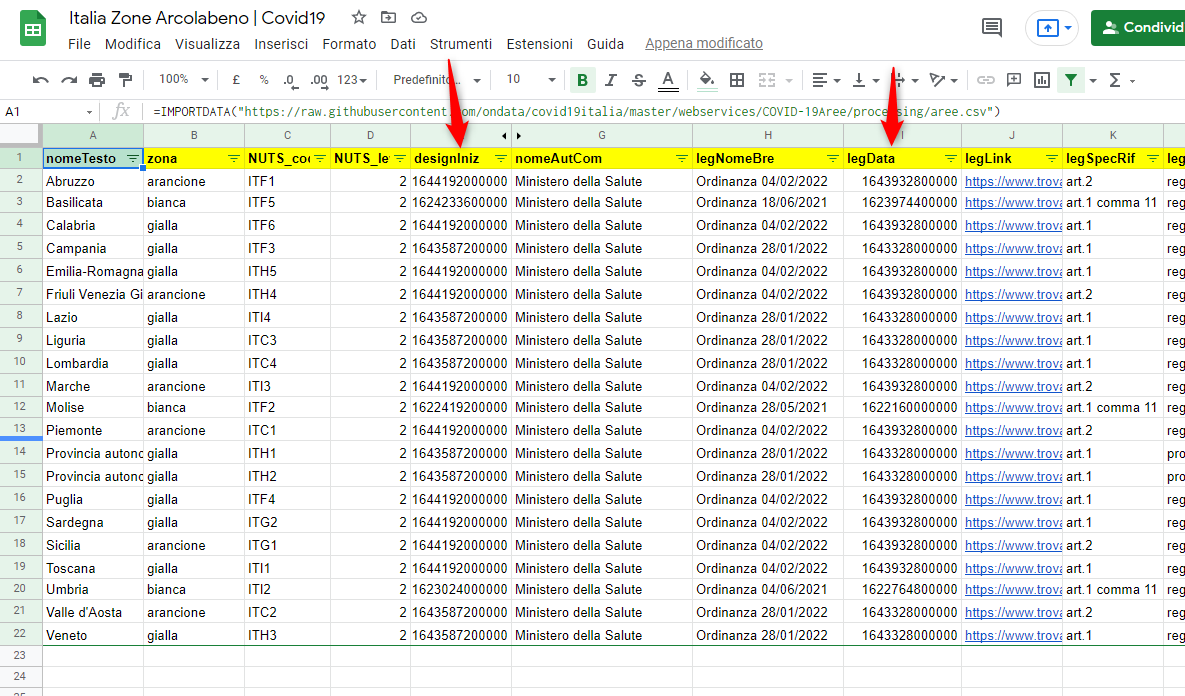 Italia Zone Arcolabeno | Covid19
File Modifica Visualizza Inserisci Formato Dati Strumenti Estensioni Guida Appena modificato
Condivid
100% £ % .0 .00 123 Predefinito... 10 B I S A
A1 fx =IMPORTDATA("https://raw.githubusercontent.com/ondata/covid19italia/master/webservices/COVID-19Aree/processing/aree.csv")
A B C D G H I J K
1 nomeTesto zona NUTS_coc NUTS_le designIniz nomeAutCom legNomeBre legData legLink legSpecRif leg
2 Abruzzo arancione ITF1 2 1644192000000 Ministero della Salute Ordinanza 04/02/2022 1643932800000 https://www.trova art.2 reg
3 Basilicata bianca ITF5 2 1624233600000 Ministero della Salute Ordinanza 18/06/2021 1623974400000 https://www.trova art.1 comma 11 reg
4 Calabria gialla ITF6 2 1644192000000 Ministero della Salute Ordinanza 04/02/2022 1643932800000 https://www.trova art.1 reg
5 Campania gialla ITF3 2 1643587200000 Ministero della Salute Ordinanza 28/01/2022 1643328000000 https://www.trova art.1 reg
6 Emilia-Romagna gialla ITH5 2 1644192000000 Ministero della Salute Ordinanza 04/02/2022 1643932800000 https://www.trova art.1 reg
7 Friuli Venezia Gi arancione ITH4 2 1644192000000 Ministero della Salute Ordinanza 04/02/2022 1643932800000 https://www.trova art.2 reg
8 Lazio gialla ITI4 2 1643587200000 Ministero della Salute Ordinanza 28/01/2022 1643328000000 https://www.trova art.1 reg
9 Liguria gialla ITC3 2 1643587200000 Ministero della Salute Ordinanza 28/01/2022 1643328000000 https://www.trova art.1 reg
10 Lombardia gialla ITC4 2 1643587200000 Ministero della Salute Ordinanza 28/01/2022 1643328000000 https://www.trova art.1 reg
11 Marche arancione ITI3 2 1644192000000 Ministero della Salute Ordinanza 04/02/2022 1643932800000 https://www.trova art.2 reg
12 Molise bianca ITF2 2 1622419200000 Ministero della Salute Ordinanza 28/05/2021 1622160000000 https://www.trova art.1 comma 11 reg
13 Piemonte arancione ITC1 2 1644192000000 Ministero della Salute Ordinanza 04/02/2022 1643932800000 https://www.trova art.2 reg
14 Provincia autonc gialla ITH1 2 1643587200000 Ministero della Salute Ordinanza 28/01/2022 1643328000000 https://www.trova art.1 pro
15 Provincia autonc gialla ITH2 2 1643587200000 Ministero della Salute Ordinanza 28/01/2022 1643328000000 https://www.trova art.1 pro
16 Puglia gialla ITF4 2 1644192000000 Ministero della Salute Ordinanza 04/02/2022 1643932800000 https://www.trova art.1 reg
17 Sardegna gialla ITG2 2 1644192000000 Ministero della Salute Ordinanza 04/02/2022 1643932800000 https://www.trova art.1 reg
18 Sicilia arancione ITG1 2 1644192000000 Ministero della Salute Ordinanza 04/02/2022 1643932800000 https://www.trova art.2 reg
19 Toscana gialla ITI1 2 1644192000000 Ministero della Salute Ordinanza 04/02/2022 1643932800000 https://www.trova art.1 reg
20 Umbria bianca ITI2 2 1623024000000 Ministero della Salute Ordinanza 04/06/2021 1622764800000 https://www.trova art.1 comma 11 reg
21 Valle d'Aosta arancione ITC2 2 1643587200000 Ministero della Salute Ordinanza 28/01/2022 1643328000000 https://www.trova art.2 reg
22 Veneto gialla ITH3 2 1643587200000 Ministero della Salute Ordinanza 28/01/2022 1643328000000 https://www.trova art.1 reg
23
24